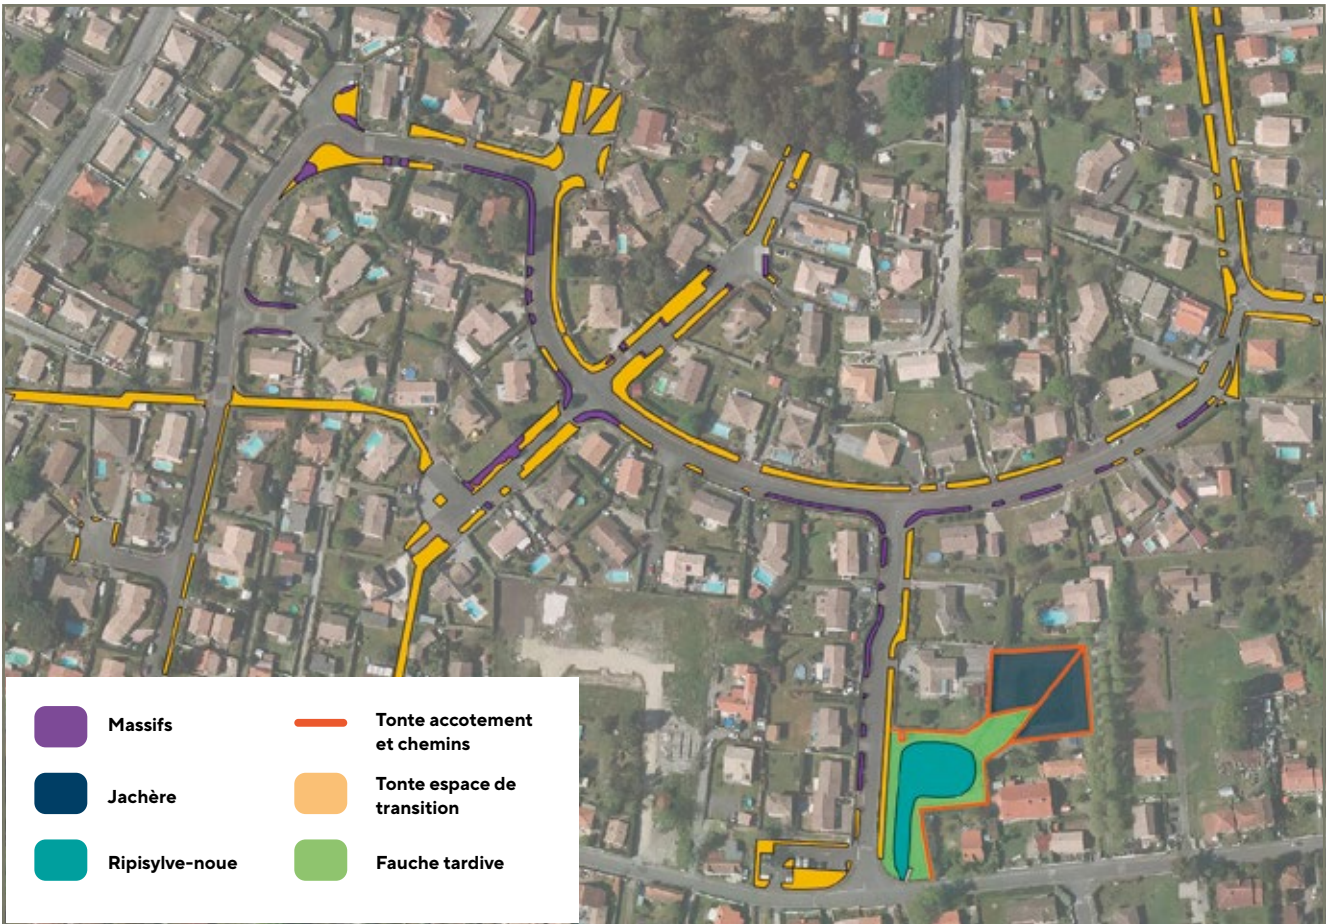 Massifs
Jachère
Ripisylve-noue
Tonte accotement
et chemins
Tonte espace de
transition
Fauche tardive